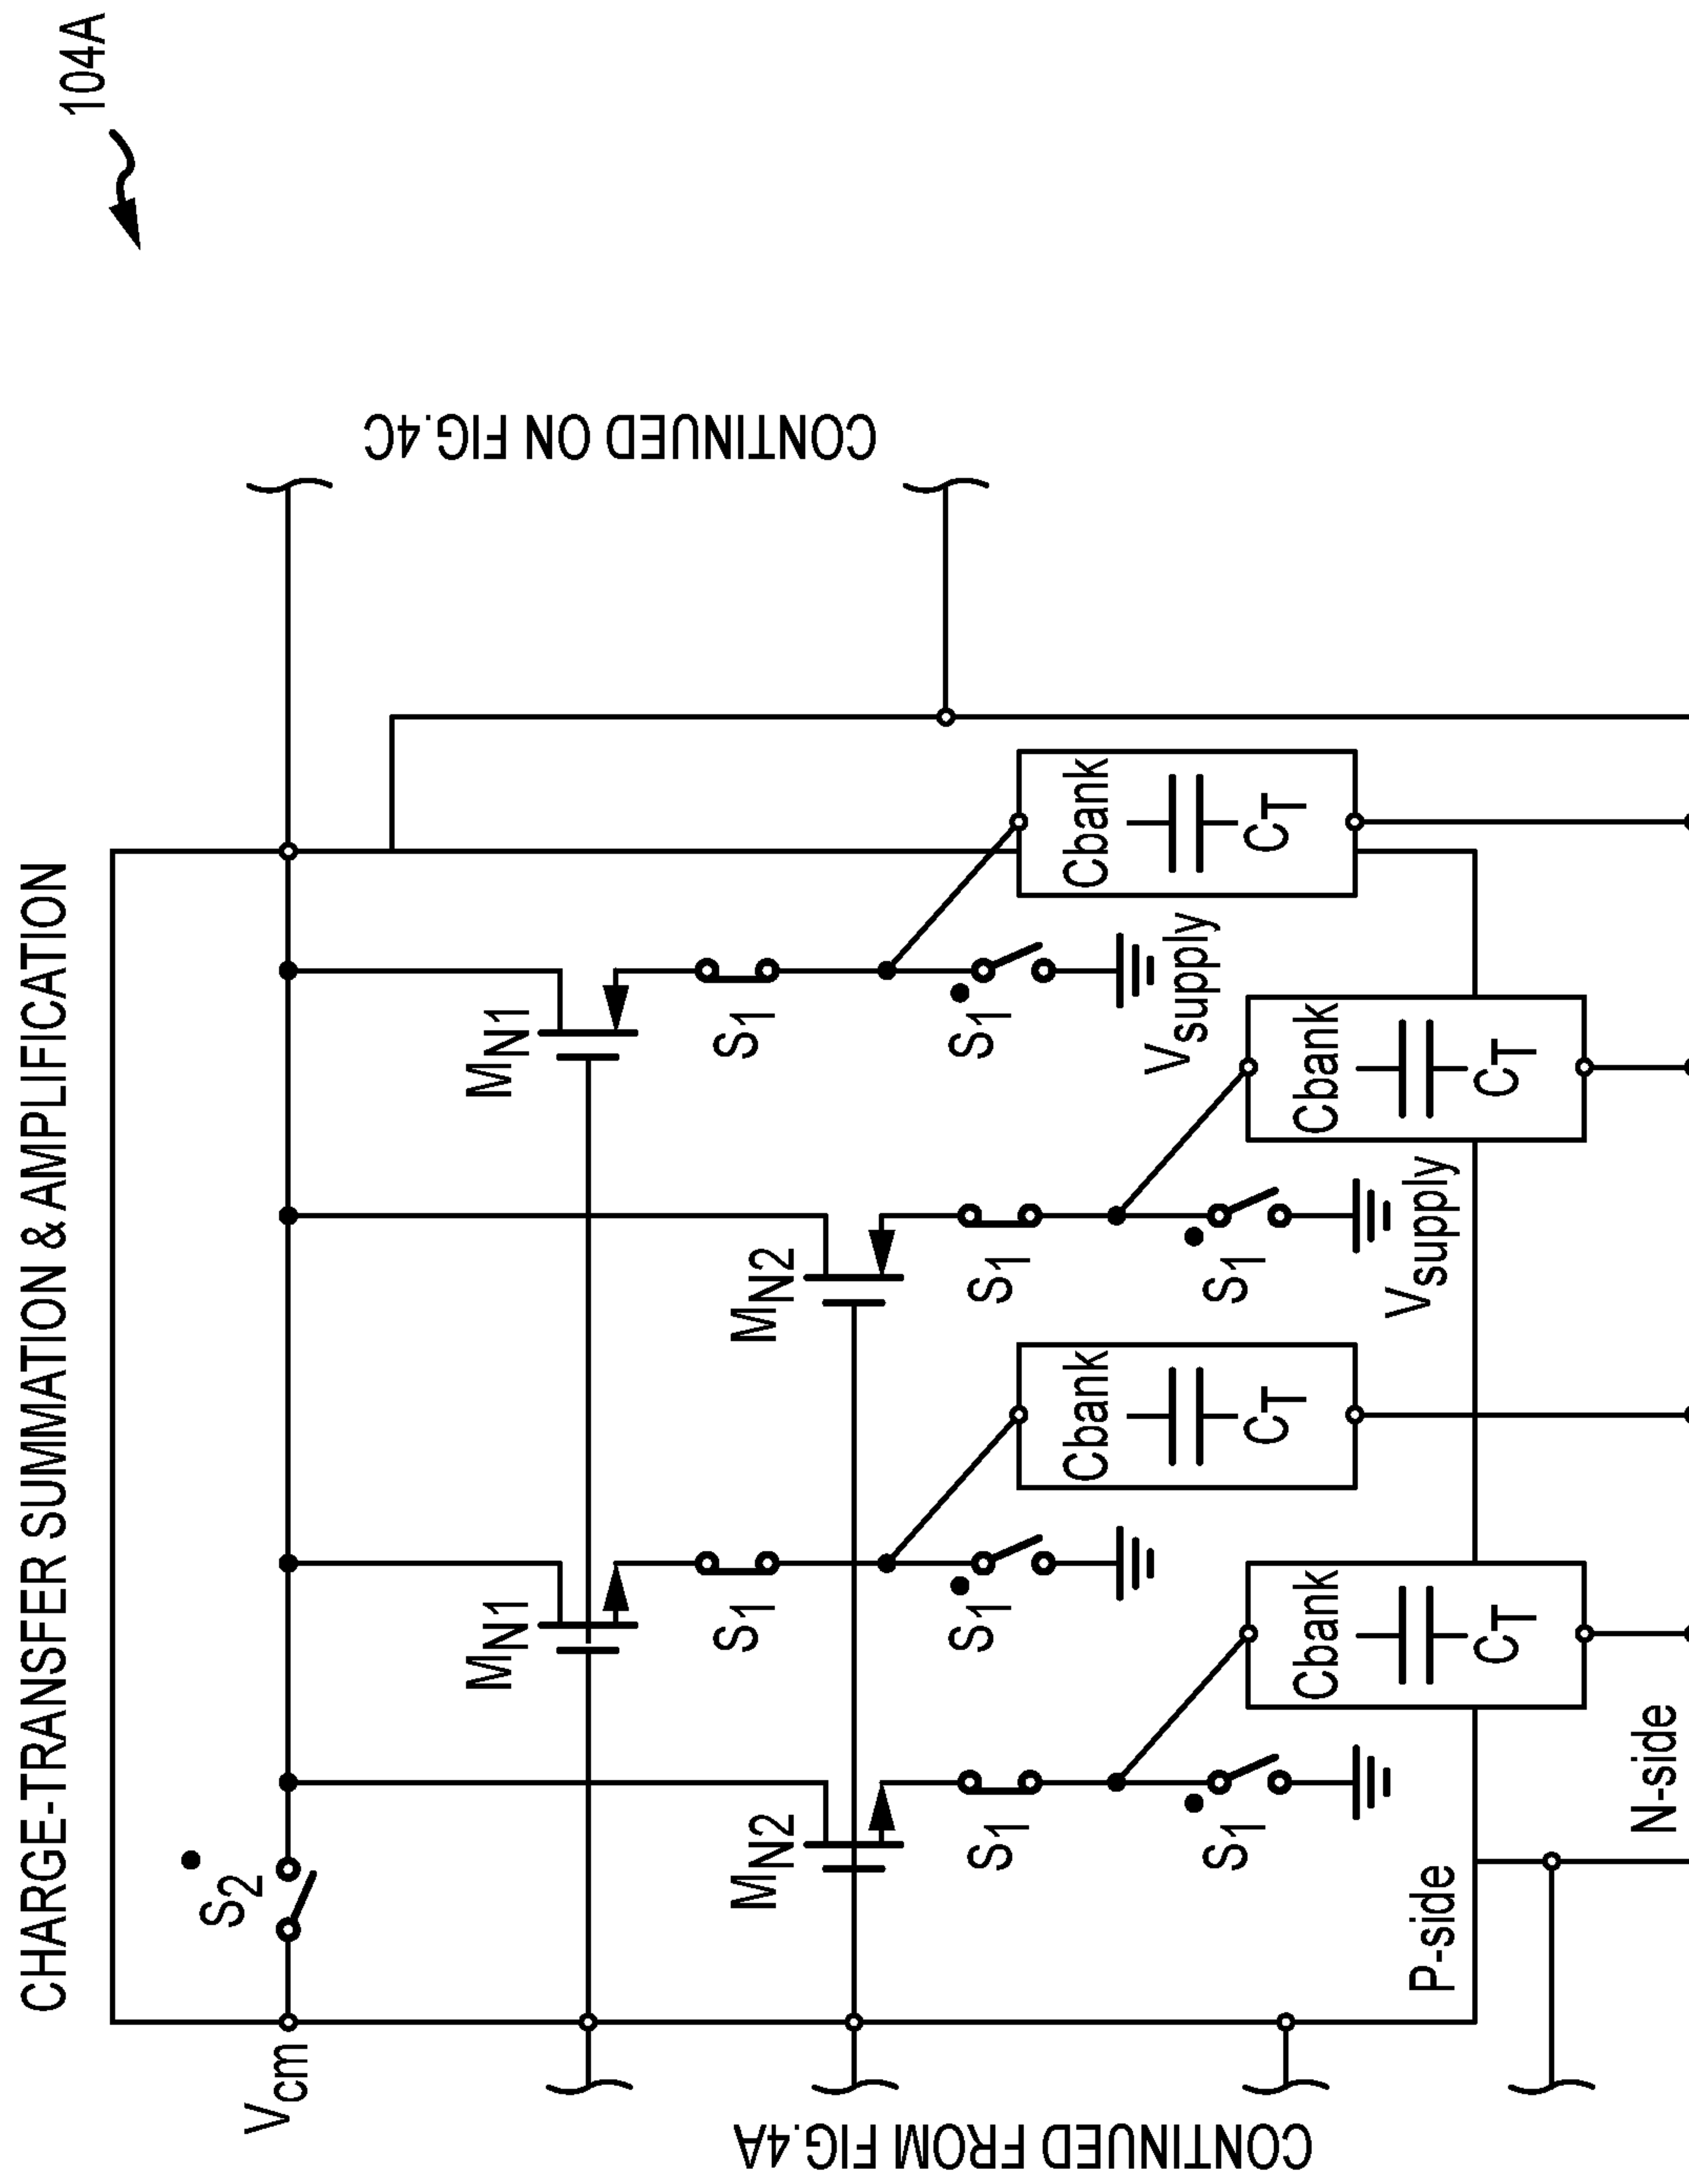 CHARGE-TRANSFER SUMMATION & AMPLIFICATION
104A
Vcm
S2
MN1
MN1
MN2
MN2
S1
S1
S1
S1
S1
S1
S1
S1
Cbank
CT
Cbank
CT
Vsupply
Cbank
CT
Cbank
CT
Vsupply
P-side
N-side
CONTINUED FROM FIG.4A
CONTINUED ON FIG.4C